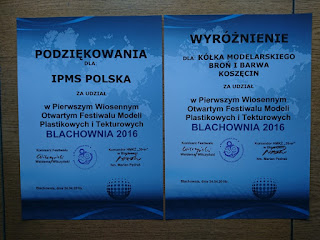 PODZIĘKOWANIA
DLA:
IPMS POLSKA
ZA UDZIAŁ
w Pierwszym Wiosennym
Otwartym Festiwalu Modeli
Plastikowych i Tekturowych
BLACHOWNIA 2016
WYRÓŻNIENIE
DLA: KÓŁKA MODELARSKIEGO
BROŃ I BARWA
KOSZĘCIN
ZA UDZIAŁ
w Pierwszym Wiosennym
Otwartym Festiwalu Modeli
Plastikowych i Tekturowych
BLACHOWNIA 2016